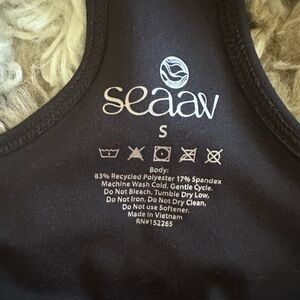 seaav
S
Body:
83% Recycled Polyester 17% Spandex
Machine Wash Cold, Gentle Cycle.
Do Not Bleach, Tumble Dry Low.
Do Not Iron, Do Not Dry Clean,
Do Not use Softener.
Made in Vietnam
RN#152265